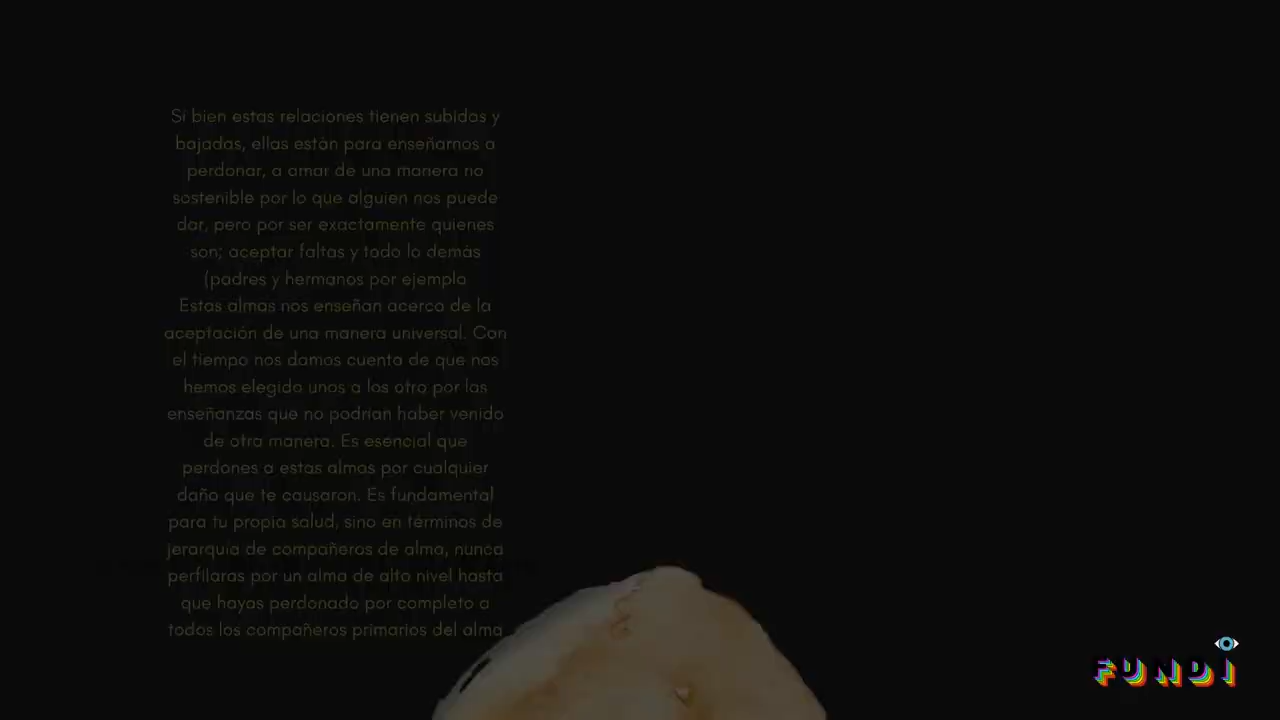 Si bien estas relaciones tienen subidas y
bajadas, ellas están para enseñarnos a
perdonar, a amar de una manera no
sostenible por lo que alguien nos puede
dar, pero por ser exactamente quienes
son; aceptar faltas y todo lo demás
(padres y hermanos por ejemplo
Estas almas nos enseñan acerca de la
aceptación de una manera universal. Con
el tiempo nos damos cuenta de que nos
hemos elegido unos a los otro por las
enseñanzas que no podrian haber venido
de otra manera. Es esencial que
perdones a estas almas por cualquier
daño que te causaron. Es fundamental
para tu propia salud, sino en términos de
jerarquía de compañeros de alma, nunca
perfilaras por un alma de alto nivel hasta
que hayas perdonado por completo a
todos los compañeros primarios del alma
FUNDI